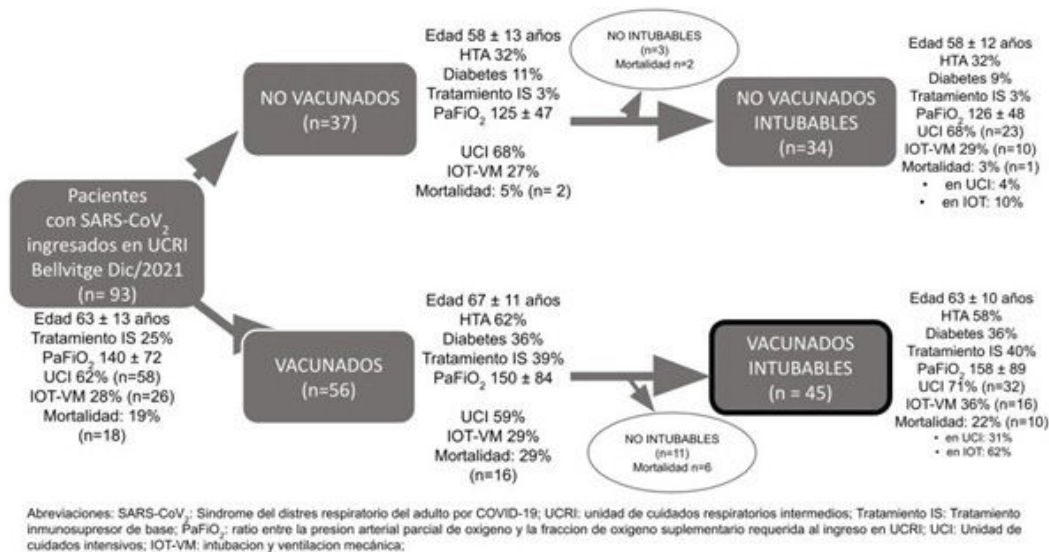 Edad 58 ± 13 años
HTA 32%
Diabetes 11%
Tratamiento IS 3%
PaFiO₂ 125 ± 47
UCI 68%
IOT-VM 27%
Mortalidad: 5% (n= 2)
NO INTUBABLES
(n=3)
Mortalidad n=2
Edad 58 ± 12 años
HTA 32%
Diabetes 9%
Tratamiento IS 3%
PaFiO₂ 126 ± 48
UCI 68% (n=23)
IOT-VM 29% (n=10)
Mortalidad: 3% (n=1)
• en UCI: 4%
• en IOT: 10%
NO VACUNADOS
(n=37)
NO VACUNADOS
INTUBABLES
(n=34)
Pacientes
con SARS-CoV₂
ingresados en UCRI
Bellvitge Dic/2021
(n= 93)
Edad 63 ± 13 años
Tratamiento IS 25%
PaFiO₂ 140 ± 72
UCI 62% (n=58)
IOT-VM 28% (n=26)
Mortalidad: 19%
(n=18)
VACUNADOS
(n=56)
Edad 67 ± 11 años
HTA 62%
Diabetes 36%
Tratamiento IS 39%
PaFiO₂ 150 ± 84
UCI 59%
IOT-VM 29%
Mortalidad: 29%
(n=16)
NO INTUBABLES
(n=11)
Mortalidad n=6
VACUNADOS
INTUBABLES
(n = 45)
Edad 63 ± 10 años
HTA 58%
Diabetes 36%
Tratamiento IS 40%
PaFiO₂ 158 ± 89
UCI 71% (n=32)
IOT-VM 36% (n=16)
Mortalidad: 22% (n=10)
• en UCI: 31%
• en IOT: 62%
Abreviaciones: SARS-CoV₂: Sindrome del distres respiratorio del adulto por COVID-19; UCRI: unidad de cuidados respiratorios intermedios; Tratamiento IS: Tratamiento
inmunosupresor de base; PaFiO₂: ratio entre la presion arterial parcial de oxigeno y la fraccion de oxigeno suplementario requerida al ingreso en UCRI; UCI: Unidad de
cuidados intensivos; IOT-VM: intubacion y ventilacion mecánica;